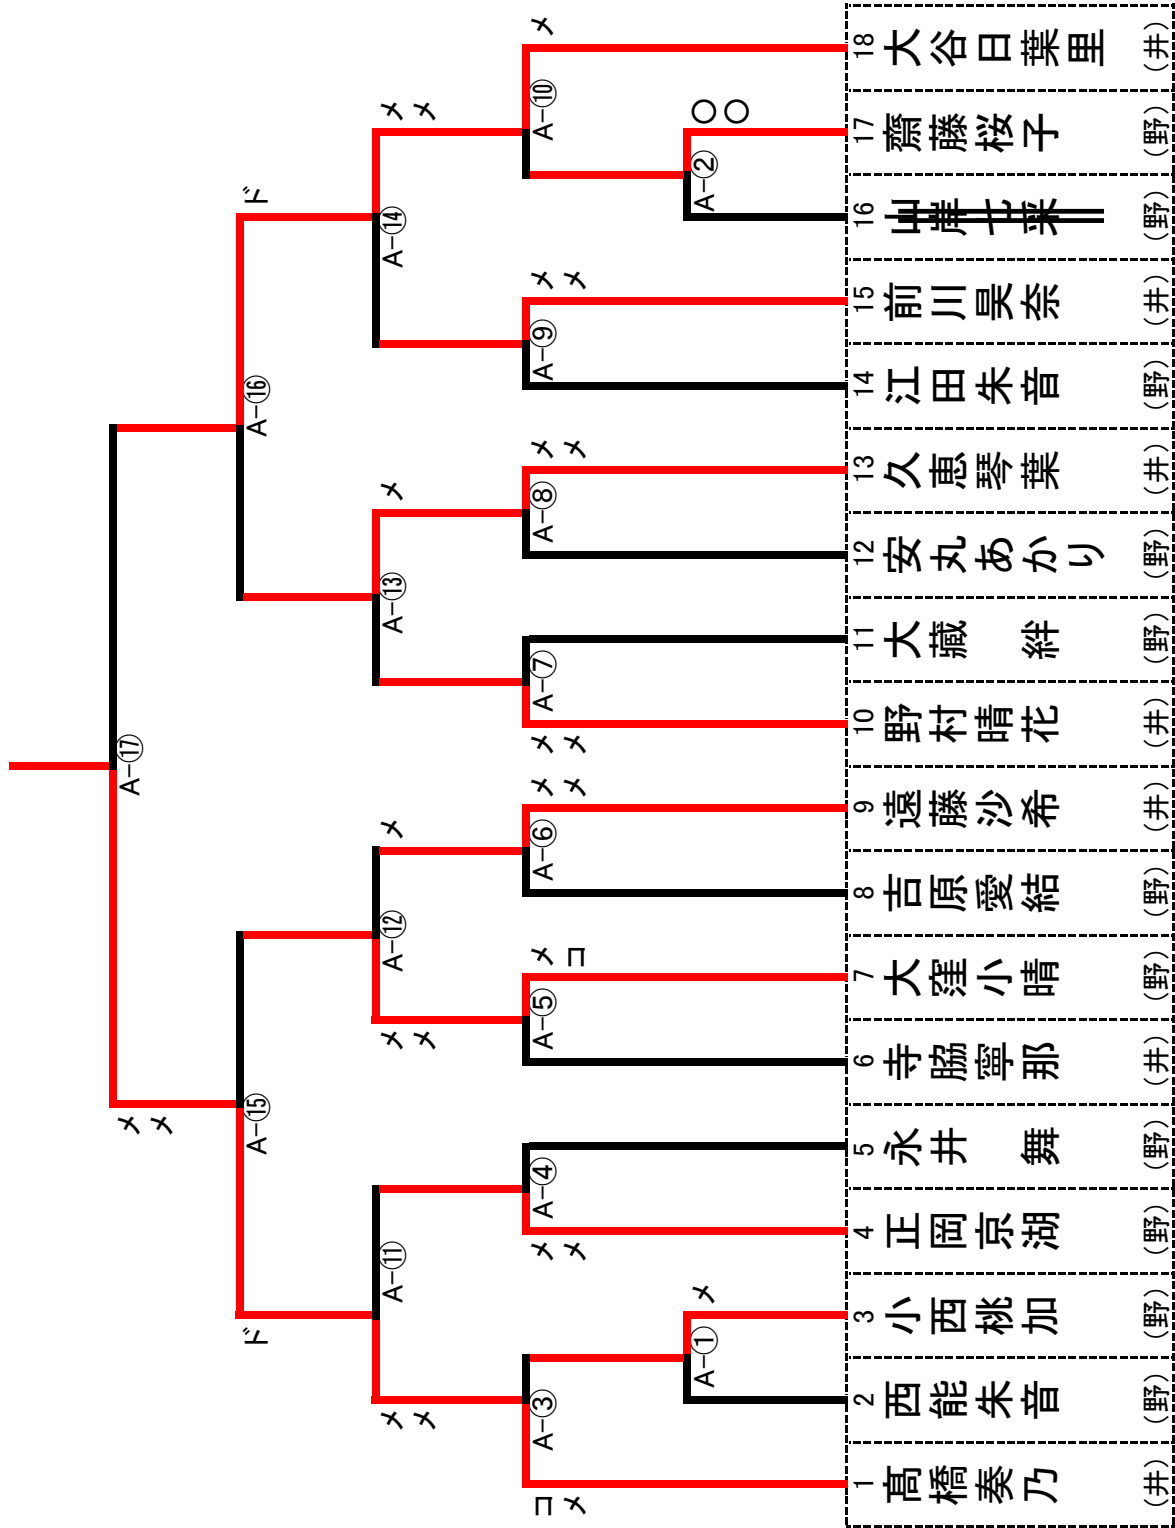 メ
18 大谷日葉里 (井)
A-⑩
メメ
○○
17 齋藤桜子 (野)
A-②
ド
16 山岸七采 (野)
A-⑭
メメ
15 前川昊奈 (井)
A-⑨
14 江田朱音 (野)
A-⑯
メメ
13 久恵琴葉 (井)
メ
A-⑧
12 安丸あかり (野)
A-⑬
11 大藏 絆 (野)
A-⑦
10 野村晴花 (井)
メメ
A-⑰
メメ
9 遠藤沙希 (井)
メ
A-⑥
8 吉原愛結 (野)
A-⑫
メコ
7 大窪小晴 (野)
A-⑤
メメ
6 寺脇寧那 (井)
メメ
A-⑮
5 永井 舞 (野)
A-④
4 正岡京湖 (野)
メメ
A-⑪
メ
3 小西桃加 (野)
ド
A-①
2 西能朱音 (野)
A-③
メメ
1 髙橋奏乃 (井)
コメ